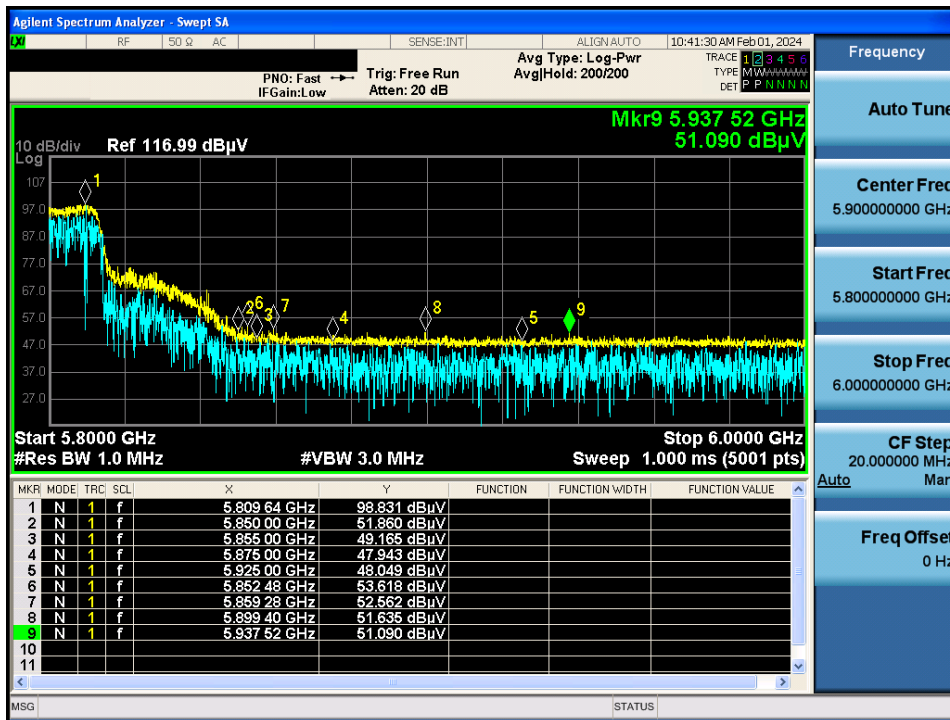 Agilent Spectrum Analyzer - Swept SA
LXI RF 50 Ω AC SENSE:INT ALIGN AUTO 10:41:30 AM Feb 01, 2024
PNO: Fast
IFGain:Low
Trig: Free Run
Atten: 20 dB
Avg Type: Log-Pwr
Avg|Hold: 200/200
TRACE 1 2 3 4 5 6
TYPE MWWWWW
DET P P N N N N
Mkr9 5.937 52 GHz
51.090 dBµV
10 dB/div Ref 116.99 dBµV
Log
107
97.0
87.0
77.0
67.0
57.0
47.0
37.0
27.0
1
2
6
3
7
4
8
5
9
Start 5.8000 GHz Stop 6.0000 GHz
#Res BW 1.0 MHz #VBW 3.0 MHz Sweep 1.000 ms (5001 pts)
MKR MODE TRC SCL X Y FUNCTION FUNCTION WIDTH FUNCTION VALUE
1 N 1 f 5.809 64 GHz 98.831 dBµV
2 N 1 f 5.850 00 GHz 51.860 dBµV
3 N 1 f 5.855 00 GHz 49.165 dBµV
4 N 1 f 5.875 00 GHz 47.943 dBµV
5 N 1 f 5.925 00 GHz 48.049 dBµV
6 N 1 f 5.852 48 GHz 53.618 dBµV
7 N 1 f 5.859 28 GHz 52.562 dBµV
8 N 1 f 5.899 40 GHz 51.635 dBµV
9 N 1 f 5.937 52 GHz 51.090 dBµV
10
11
MSG STATUS
Frequency
Auto Tune
Center Freq
5.900000000 GHz
Start Freq
5.800000000 GHz
Stop Freq
6.000000000 GHz
CF Step
20.000000 MHz
Auto Man
Freq Offset
0 Hz